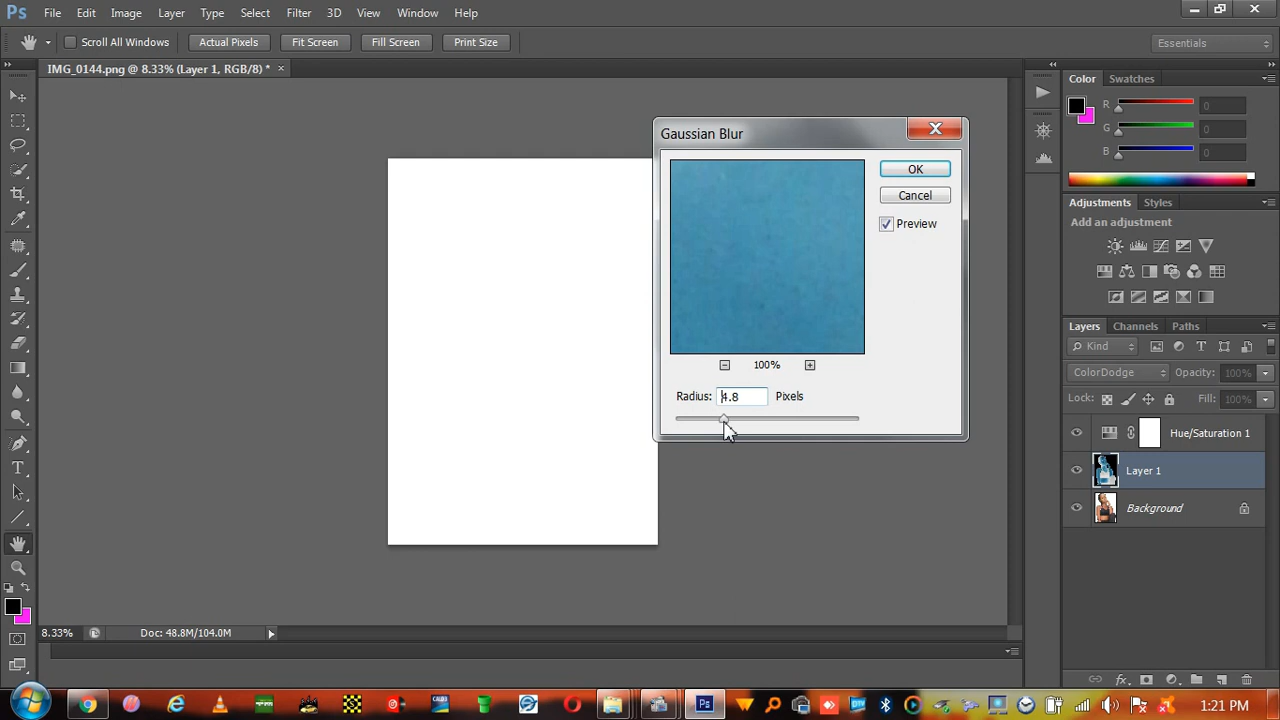 Ps File Edit Image Layer Type Select Filter 3D View Window Help
Scroll All Windows Actual Pixels Fit Screen Fill Screen Print Size Essentials
IMG_0144.png @ 8.33% (Layer 1, RGB/8) *
Color Swatches
R 0
G 0
B 0
Gaussian Blur
OK
Cancel
Preview
100%
Radius: 4.8 Pixels
Adjustments Styles
Add an adjustment
Layers Channels Paths
Kind
ColorDodge Opacity: 100%
Lock: Fill: 100%
Hue/Saturation 1
Layer 1
Background
8.33% Doc: 48.8M/104.0M
fx
Ps 1:21 PM